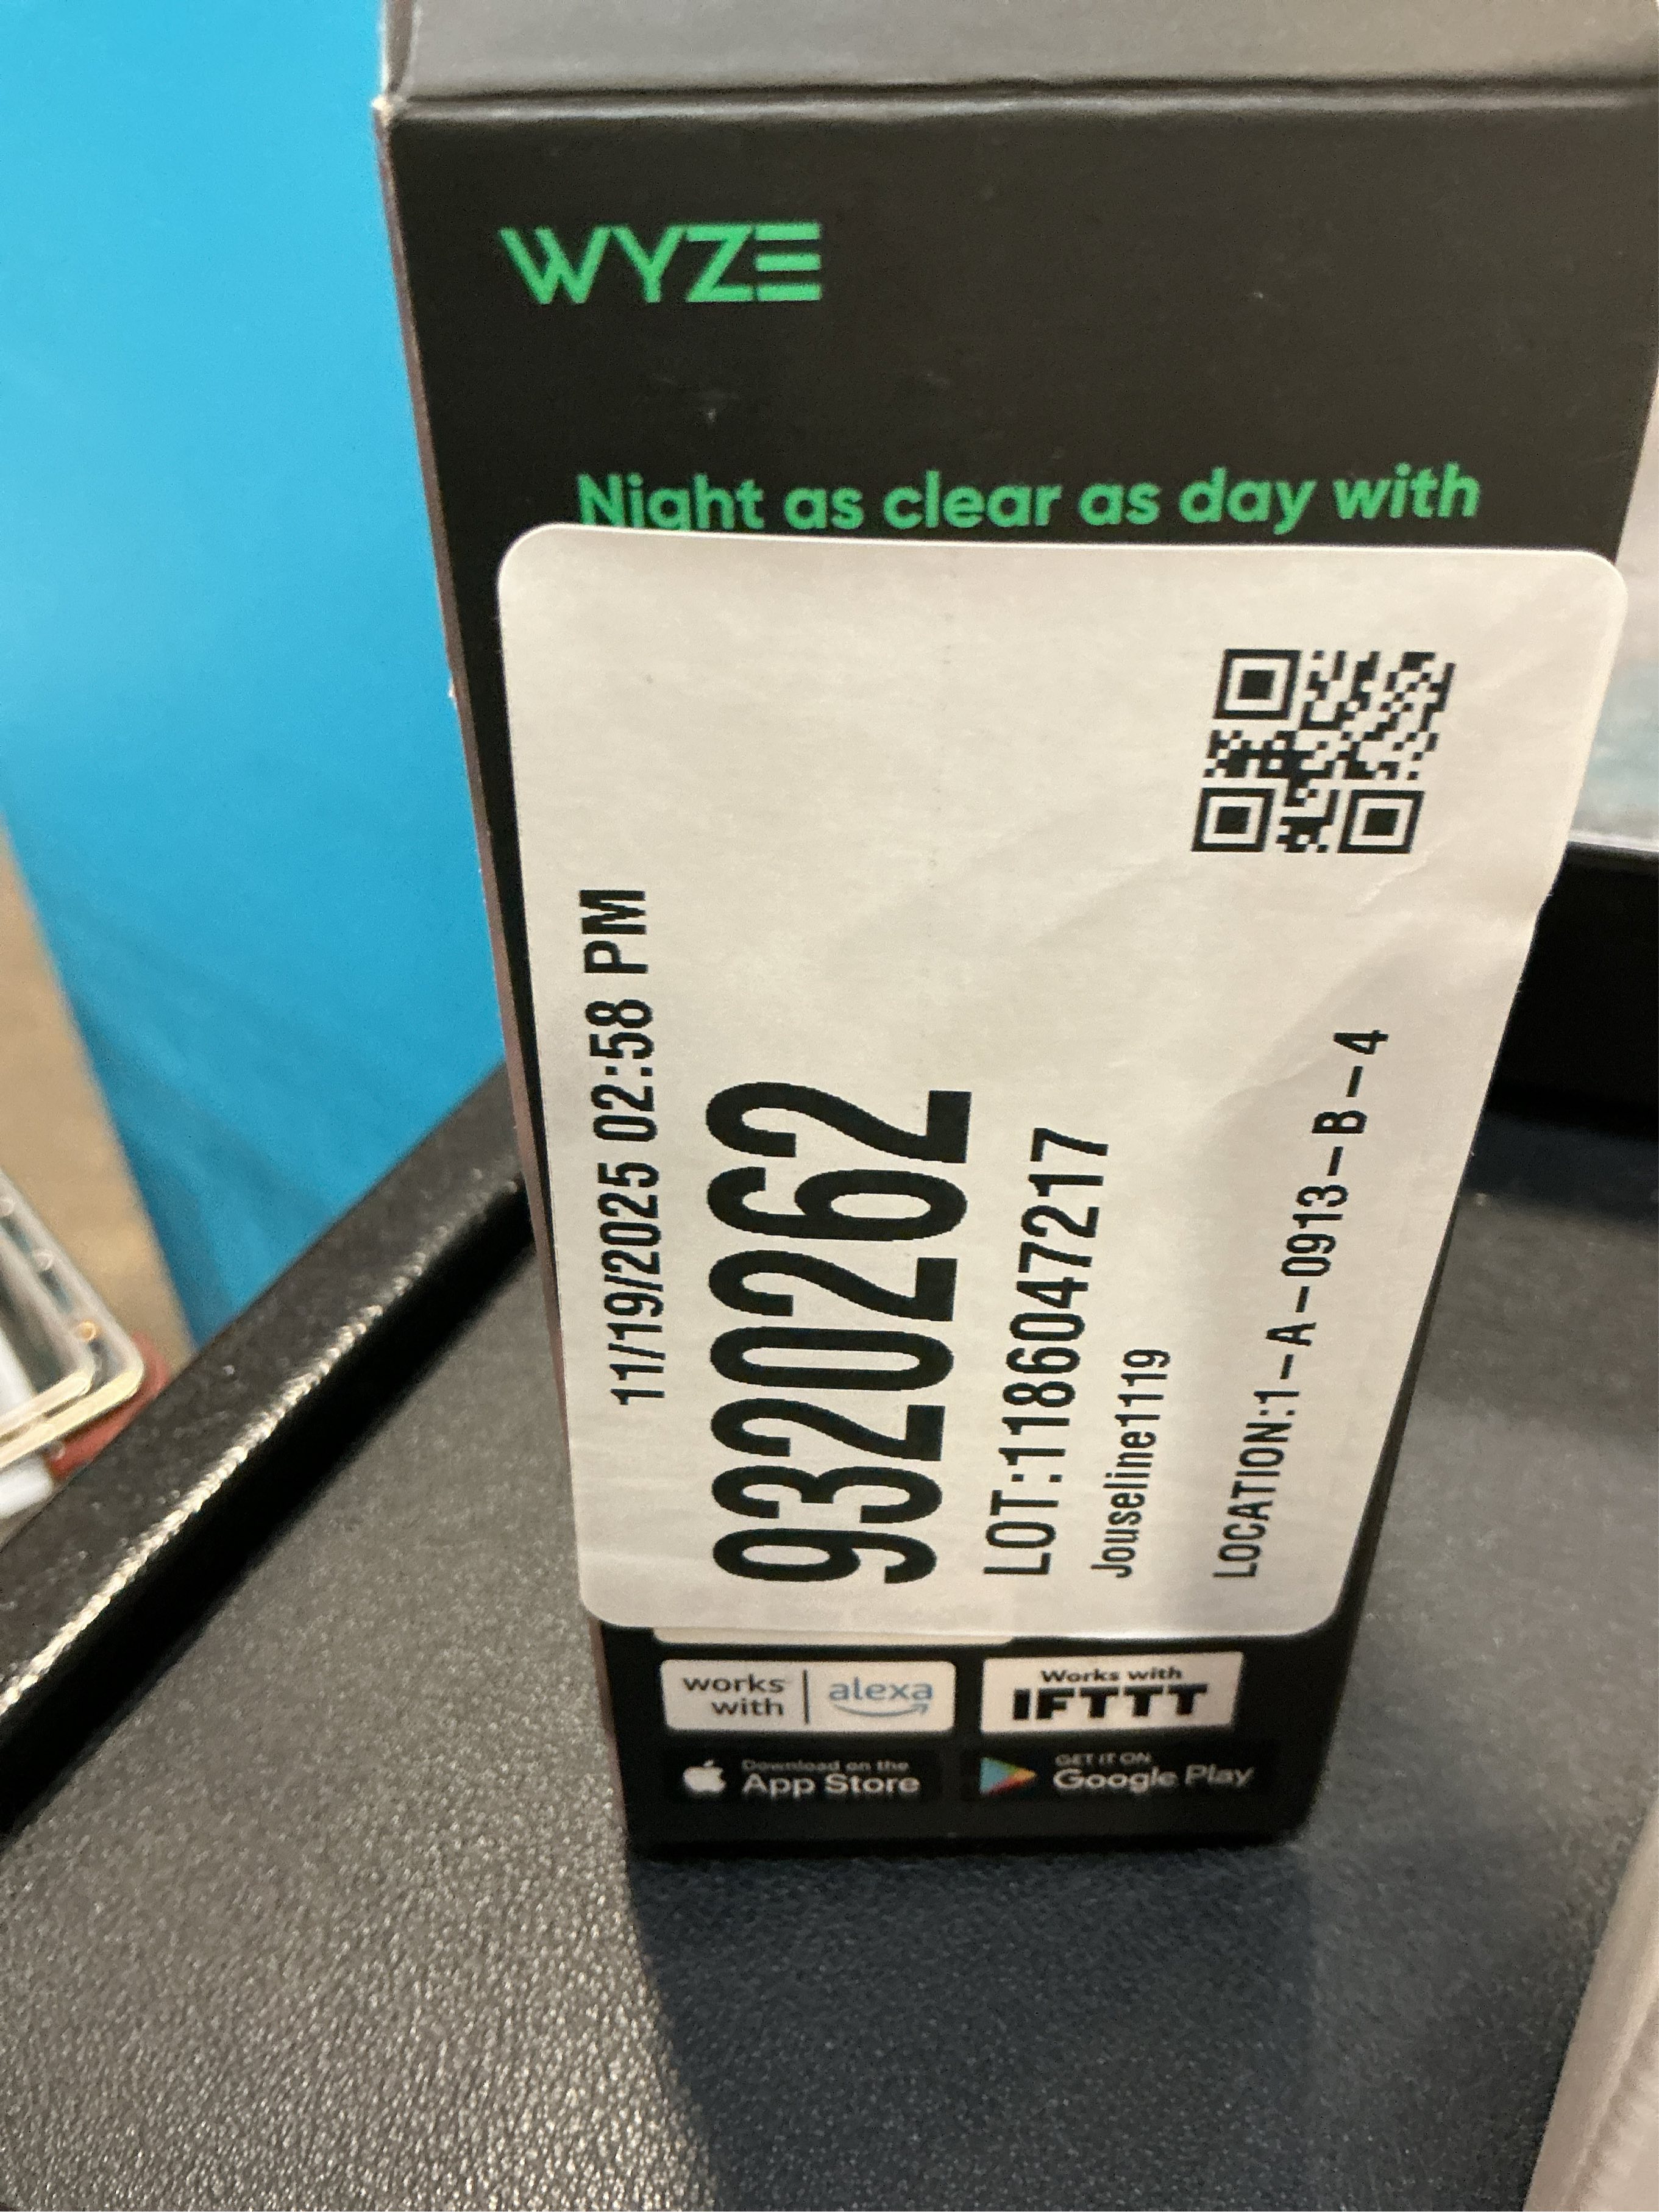 WYZE
Night as clear as day with
11/19/2025 02:58 PM
9320262
LOT:1186047217
Jouseline1119
LOCATION:1-A-0913-B-4
works with | alexa
Works with
IFTTT
Download on the
App Store
GET IT ON
Google Play